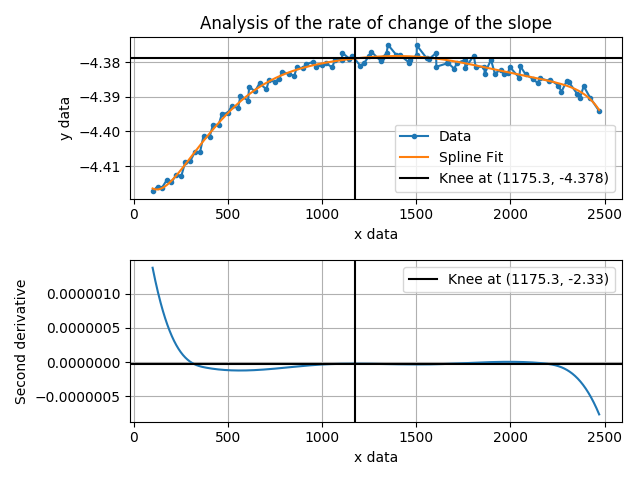 Analysis of the rate of change of the slope
−4.38
−4.39
−4.40
−4.41
y data
Data
Spline Fit
Knee at (1175.3, -4.378)
0
500
1000
1500
2000
2500
x data
Knee at (1175.3, -2.33)
0.0000010
0.0000005
0.0000000
−0.0000005
Second derivative
0
500
1000
1500
2000
2500
x data